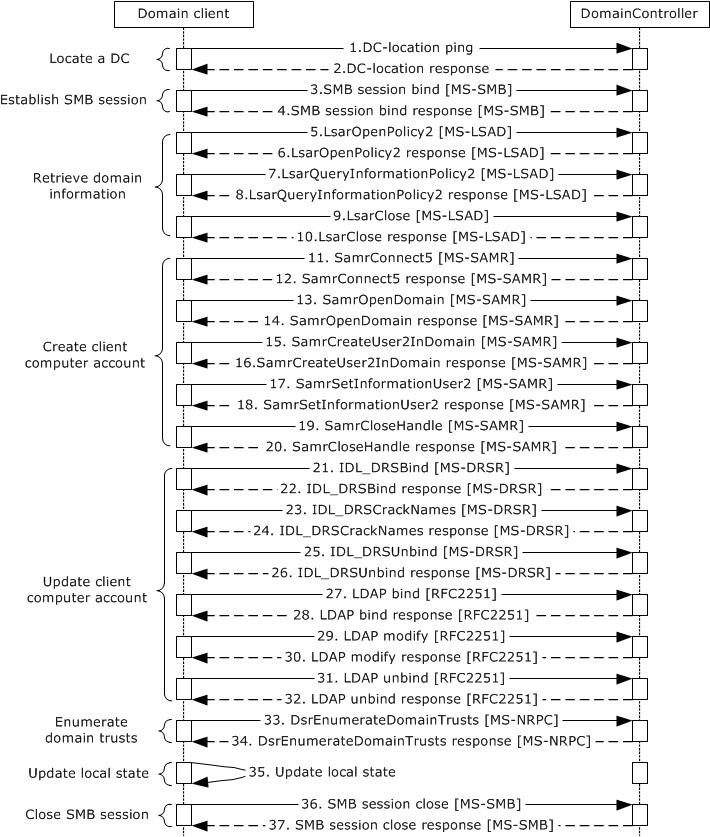 Domain client
DomainController
Locate a DC
1.DC-location ping
2.DC-location response
Establish SMB session
3.SMB session bind [MS-SMB]
4.SMB session bind response [MS-SMB]
Retrieve domain
information
5.LsarOpenPolicy2 [MS-LSAD]
6.LsarOpenPolicy2 response [MS-LSAD]
7.LsarQueryInformationPolicy2 [MS-LSAD]
8.LsarQueryInformationPolicy2 response [MS-LSAD]
9.LsarClose [MS-LSAD]
10.LsarClose response [MS-LSAD]
Create client
computer account
11. SamrConnect5 [MS-SAMR]
12. SamrConnect5 response [MS-SAMR]
13. SamrOpenDomain [MS-SAMR]
14. SamrOpenDomain response [MS-SAMR]
15. SamrCreateUser2InDomain [MS-SAMR]
16.SamrCreateUser2InDomain response [MS-SAMR]
17. SamrSetInformationUser2 [MS-SAMR]
18. SamrSetInformationUser2 response [MS-SAMR]
19. SamrCloseHandle [MS-SAMR]
20. SamrCloseHandle response [MS-SAMR]
Update client
computer account
21. IDL_DRSBind [MS-DRSR]
22. IDL_DRSBind response [MS-DRSR]
23. IDL_DRSCrackNames [MS-DRSR]
24. IDL_DRSCrackNames response [MS-DRSR]
25. IDL_DRSUnbind [MS-DRSR]
26. IDL_DRSUnbind response [MS-DRSR]
27. LDAP bind [RFC2251]
28. LDAP bind response [RFC2251]
29. LDAP modify [RFC2251]
30. LDAP modify response [RFC2251]
31. LDAP unbind [RFC2251]
32. LDAP unbind response [RFC2251]
Enumerate
domain trusts
33. DsrEnumerateDomainTrusts [MS-NRPC]
34. DsrEnumerateDomainTrusts response [MS-NRPC]
Update local state
35. Update local state
Close SMB session
36. SMB session close [MS-SMB]
37. SMB session close response [MS-SMB]